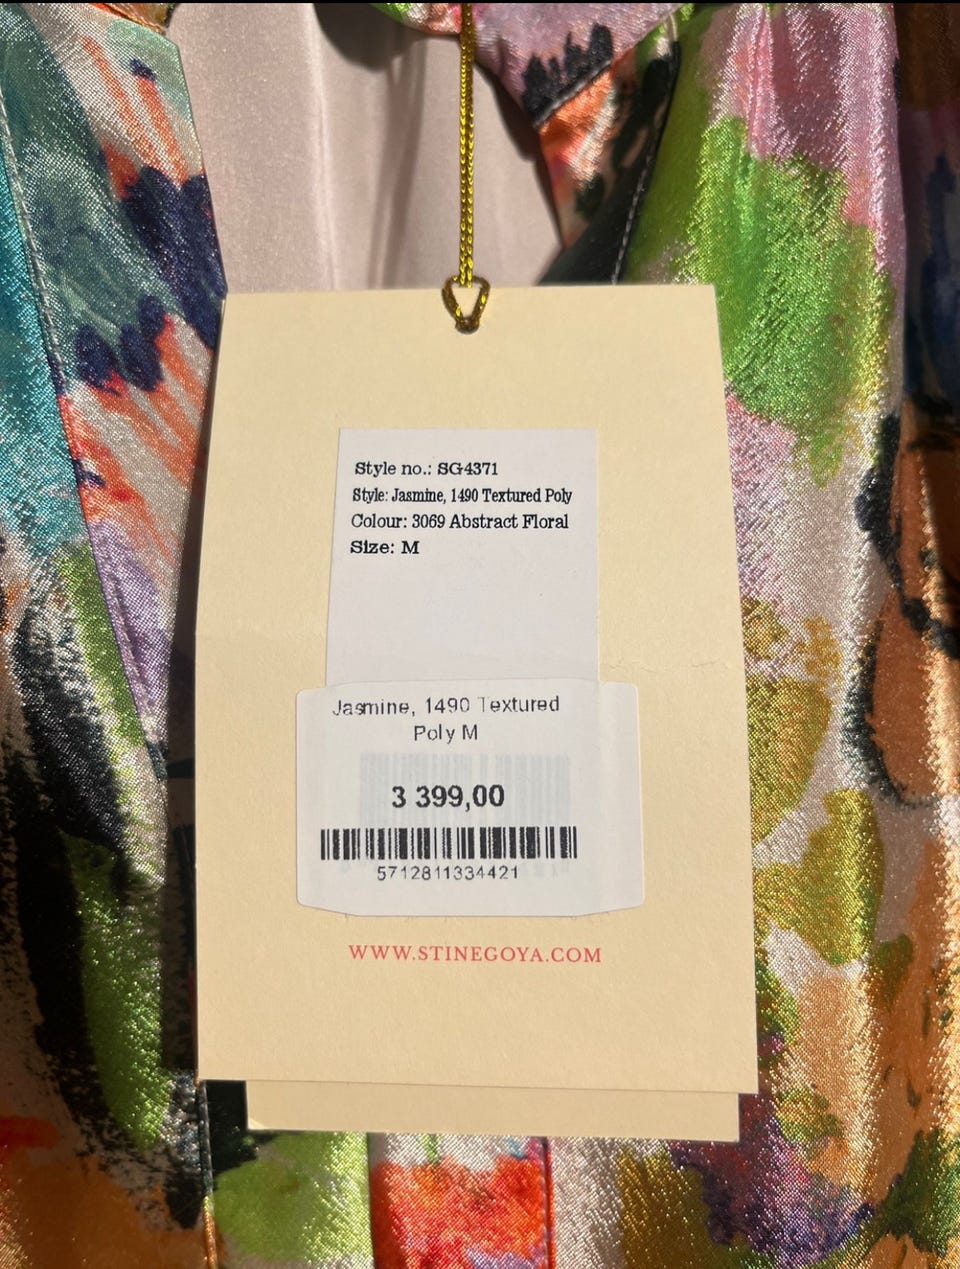 Style no.: SG4371
Style: Jasmine, 1490 Textured Poly
Colour: 3069 Abstract Floral
Size: M
Jasmine, 1490 Textured
Poly M
3 399,00
5712811334421
WWW.STINEGOYA.COM